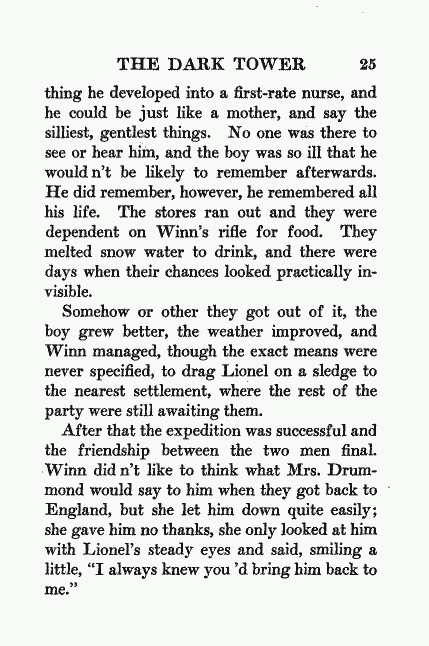 THE DARK TOWER 25
thing he developed into a first-rate nurse, and
he could be just like a mother, and say the
silliest, gentlest things. No one was there to
see or hear him, and the boy was so ill that he
would n't be likely to remember afterwards.
He did remember, however, he remembered all
his life. The stores ran out and they were
dependent on Winn's rifle for food. They
melted snow water to drink, and there were
days when their chances looked practically in-
visible.
Somehow or other they got out of it, the
boy grew better, the weather improved, and
Winn managed, though the exact means were
never specified, to drag Lionel on a sledge to
the nearest settlement, where the rest of the
party were still awaiting them.
After that the expedition was successful and
the friendship between the two men final.
Winn did n't like to think what Mrs. Drum-
mond would say to him when they got back to
England, but she let him down quite easily;
she gave him no thanks, she only looked at him
with Lionel's steady eyes and said, smiling a
little, "I always knew you 'd bring him back to
me."